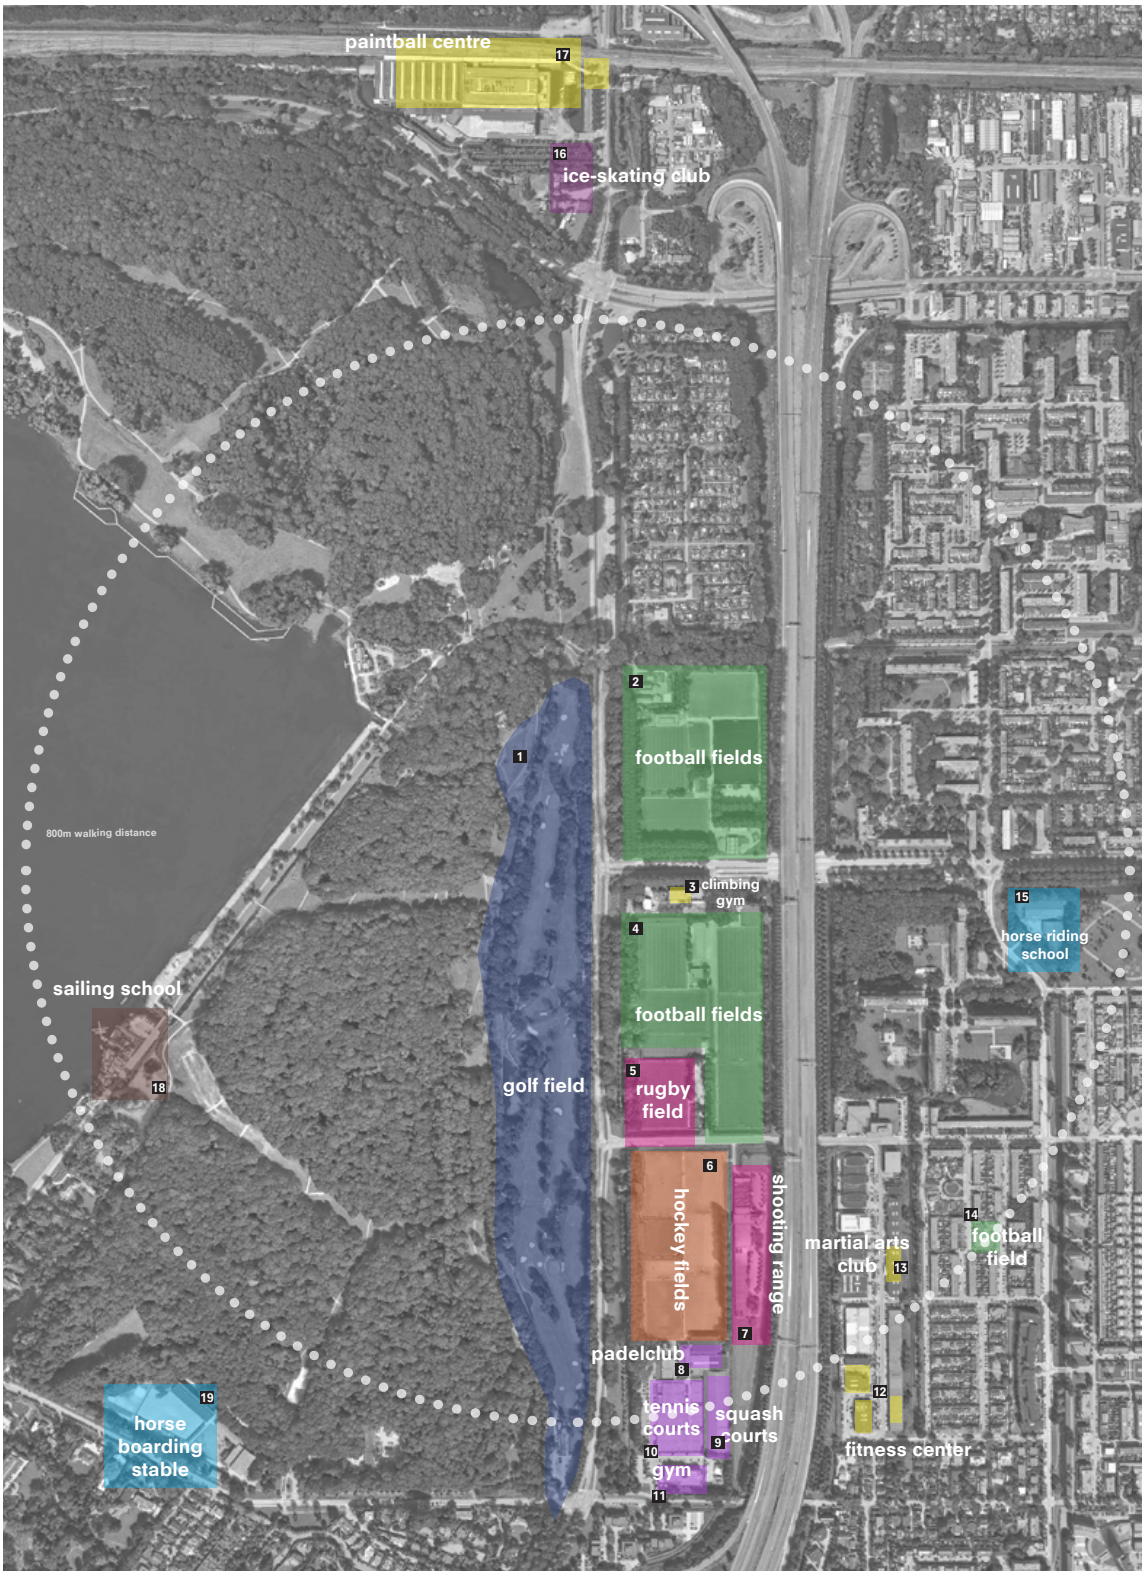 paintball centre
17
16
ice-skating club
2
1
football fields
800m walking distance
3
climbing
gym
15
4
horse riding
school
sailing school
football fields
5
golf field
rugby
field
18
6
shooting range
hockey fields
14
football
field
martial arts
club
13
7
padelclub
8
19
12
horse
boarding
stable
tennis
courts
squash
courts
9
10
fitness center
gym
11